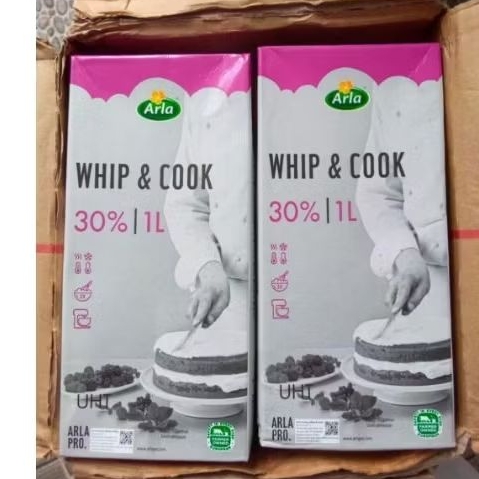 Arla
WHIP & COOK
30% | 1L
UHT
ARLA
PRO.
Arla
WHIP & COOK
30% | 1L
UHT
ARLA
PRO.